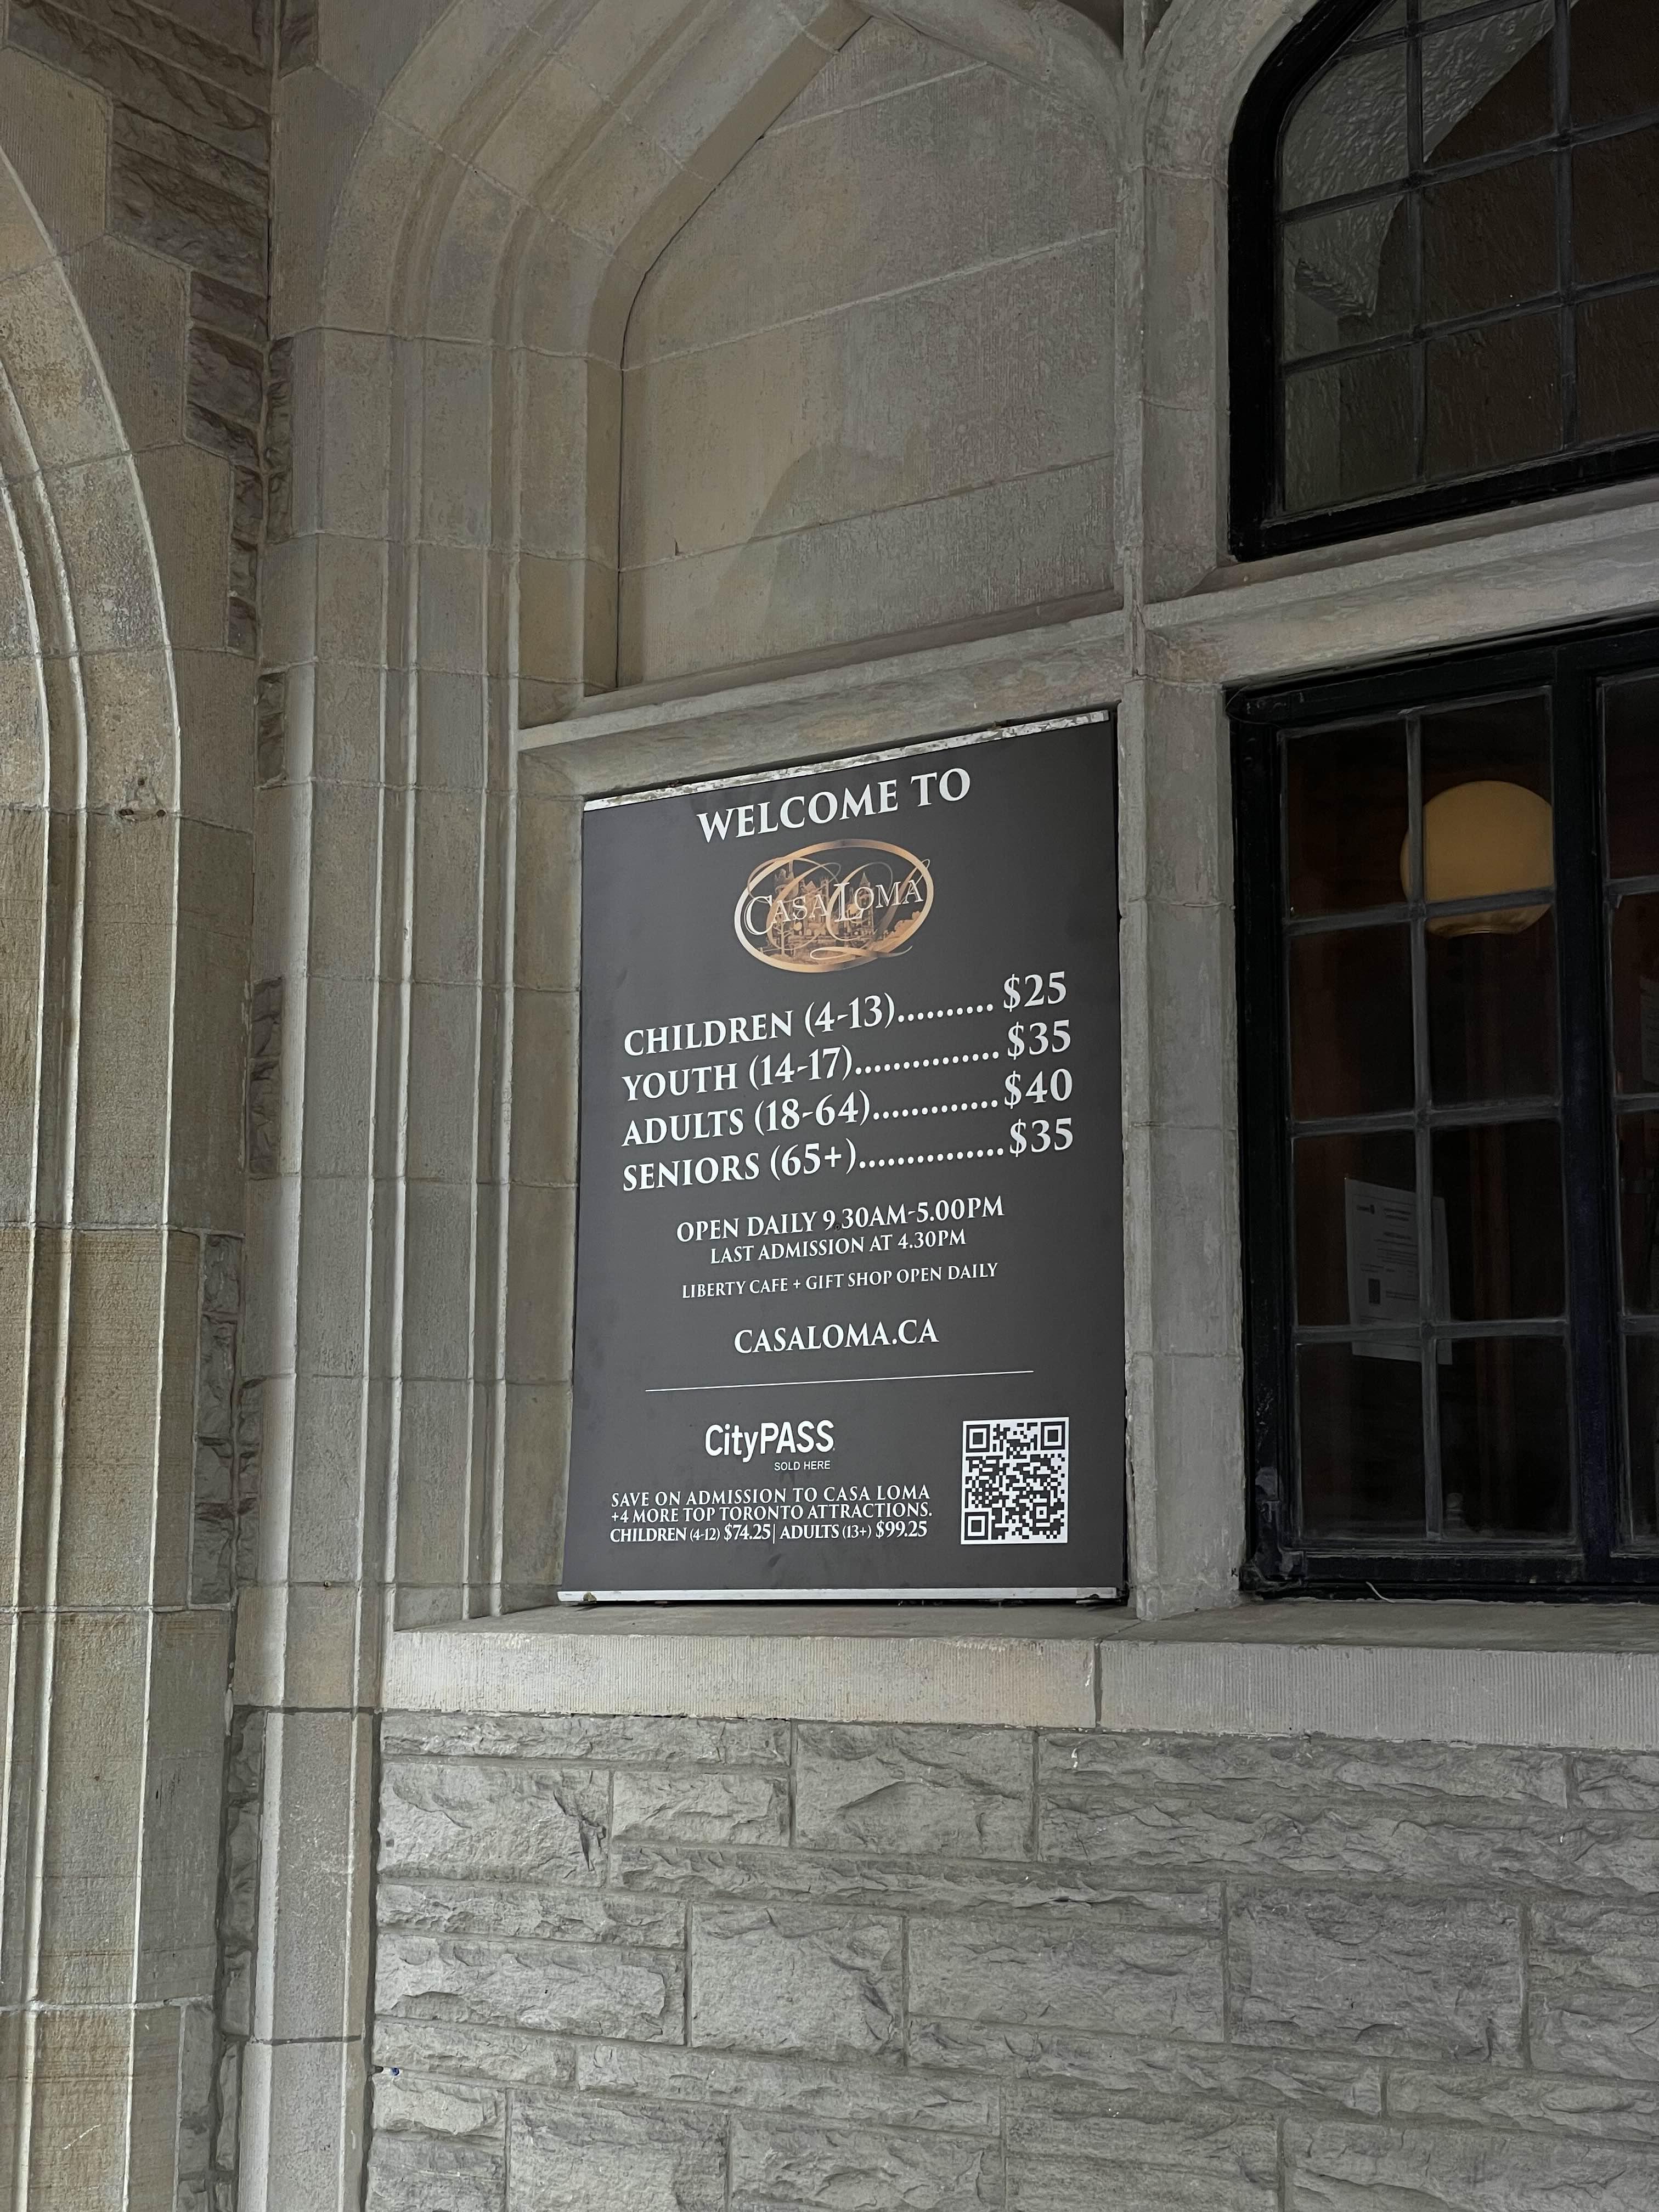 WELCOME TO
CASA LOMA
CHILDREN (4-13).......... $25
YOUTH (14-17)............... $35
ADULTS (18-64)............. $40
SENIORS (65+)............... $35
OPEN DAILY 9.30AM-5.00PM
LAST ADMISSION AT 4.30PM
LIBERTY CAFE + GIFT SHOP OPEN DAILY
CASALOMA.CA
CityPASS
SOLD HERE
SAVE ON ADMISSION TO CASA LOMA
+4 MORE TOP TORONTO ATTRACTIONS.
CHILDREN (4-12) $74.25| ADULTS (13+) $99.25